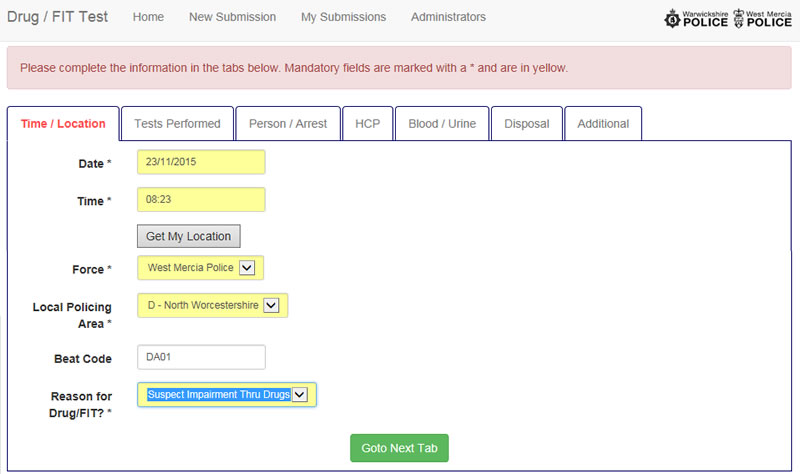 Drug / FIT Test Home New Submission My Submissions Administrators Warwickshire POLICE West Mercia POLICE
Please complete the information in the tabs below. Mandatory fields are marked with a * and are in yellow.
Time / Location Tests Performed Person / Arrest HCP Blood / Urine Disposal Additional
Date * 23/11/2015
Time * 08:23
Get My Location
Force * West Mercia Police
Local Policing Area * D - North Worcestershire
Beat Code DA01
Reason for Drug/FIT? * Suspect Impairment Thru Drugs
Goto Next Tab